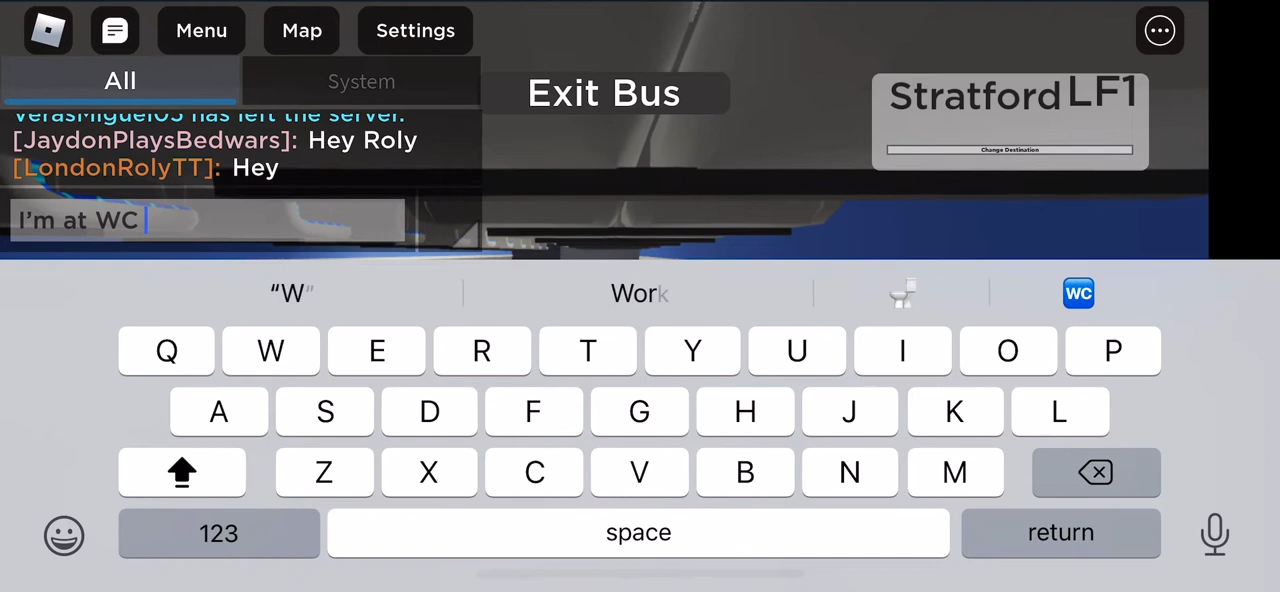 Menu
Map
Settings
All
System
Exit Bus
Stratford LF1
Change Destination
VerasMiguel05 has left the server.
[JaydonPlaysBedwars]: Hey Roly
[LondonRolyTT]: Hey
I’m at WC
“W”
Work
WC
Q W E R T Y U I O P
A S D F G H J K L
Z X C V B N M
123
space
return